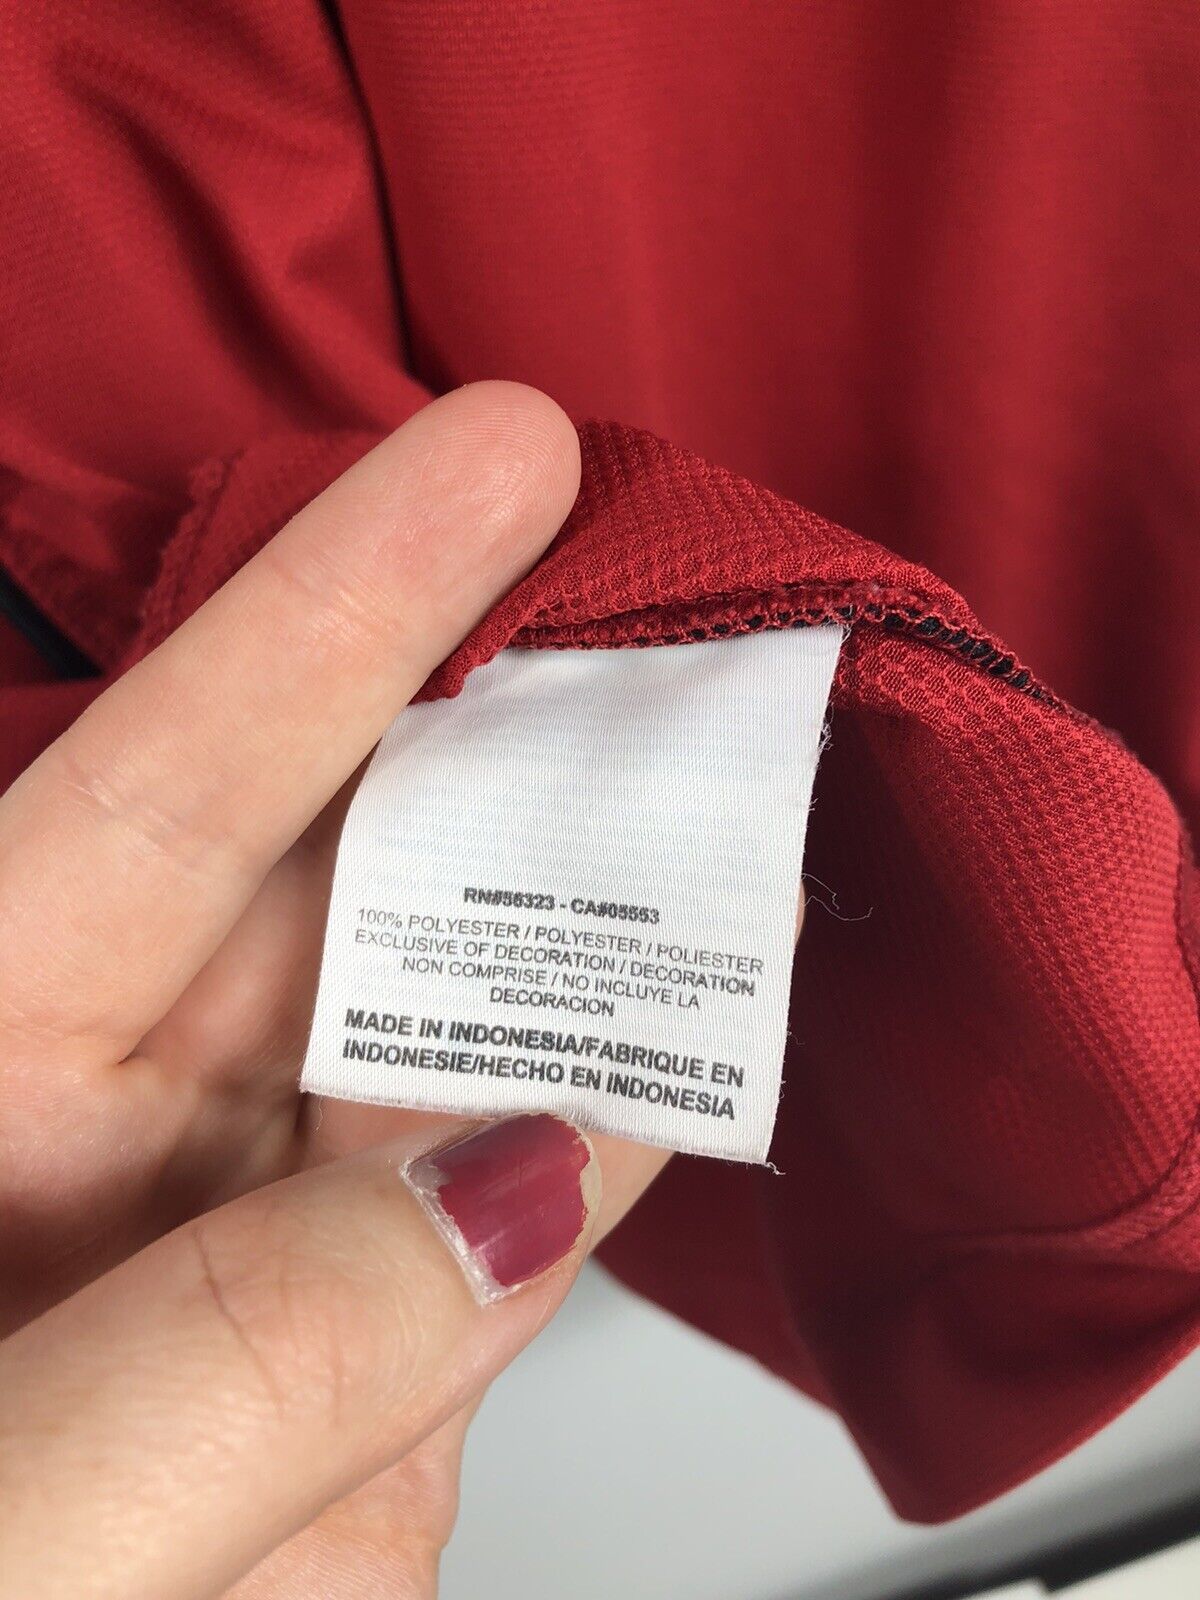 RN#56323 - CA#05553
100% POLYESTER / POLYESTER / POLIESTER
EXCLUSIVE OF DECORATION / DECORATION
NON COMPRISE / NO INCLUYE LA
DECORACION
MADE IN INDONESIA/FABRIQUE EN
INDONESIE/HECHO EN INDONESIA